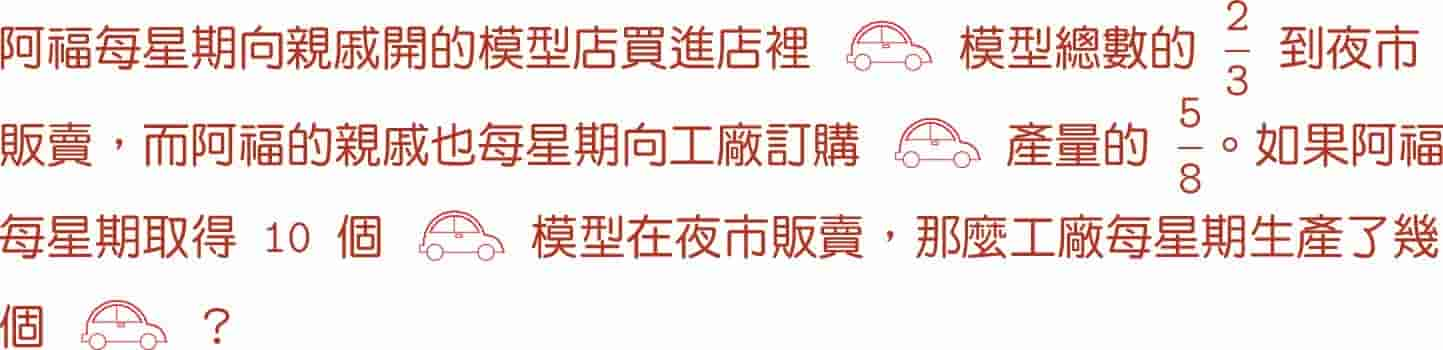 阿福每星期向親戚開的模型店買進店裡 模型總數的 2/3 到夜市
販賣，而阿福的親戚也每星期向工廠訂購 產量的 5/8。如果阿福
每星期取得 10 個 模型在夜市販賣，那麼工廠每星期生產了幾
個 ？